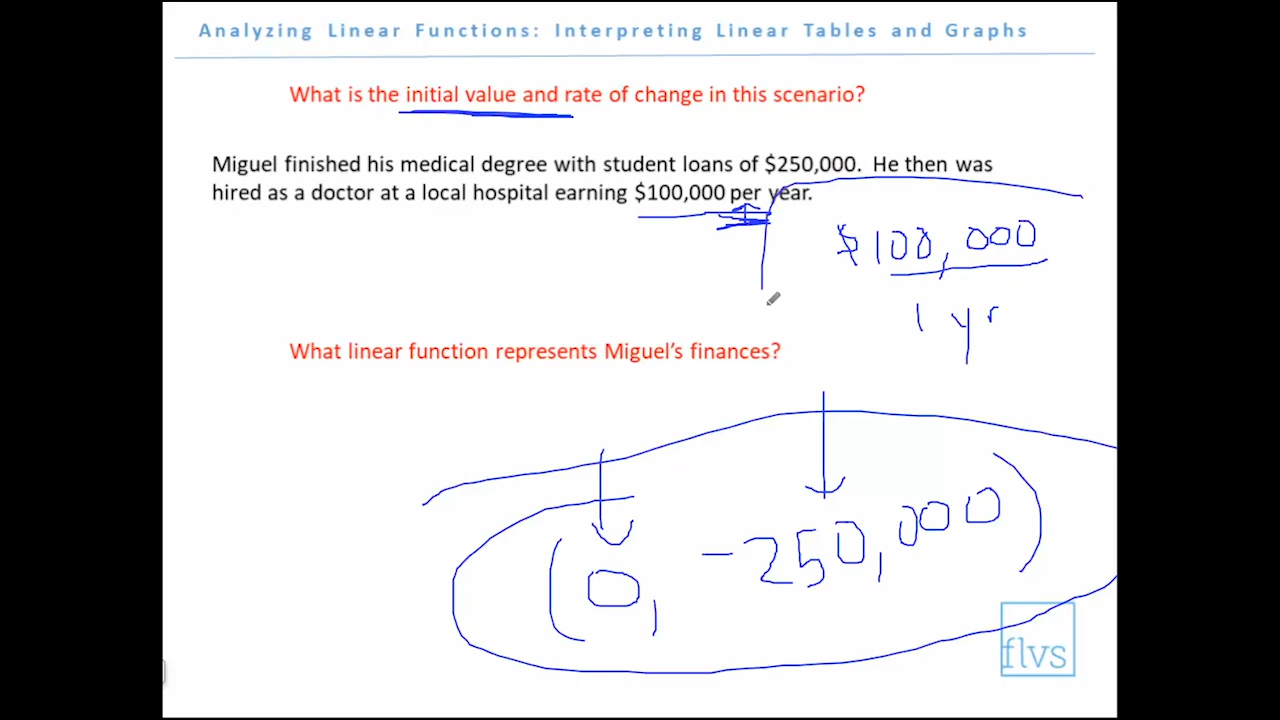 Analyzing Linear Functions: Interpreting Linear Tables and Graphs
What is the initial value and rate of change in this scenario?
Miguel finished his medical degree with student loans of $250,000. He then was
hired as a doctor at a local hospital earning $100,000 per year.
$100,000
1 yr
What linear function represents Miguel's finances?
(0, -250,000)
flvs